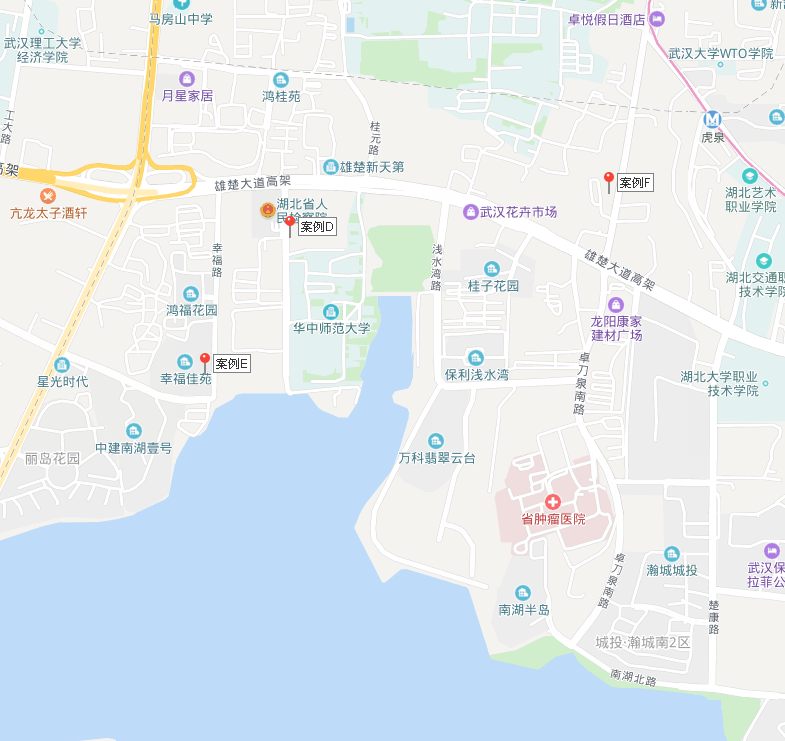 马房山中学
卓悦假日酒店
武汉理工大学
经济学院
武汉大学WTO学院
月星家居
鸿桂苑
工大路
桂元路
虎泉
雄楚新天第
高架
雄楚大道高架
案例F
湖北艺术
职业学院
亢龙太子酒轩
湖北省人
民检察院
案例D
武汉花卉市场
幸福路
浅水湾路
雄楚大道高架
湖北交通职
技术学院
桂子花园
鸿福花园
龙阳康家
建材广场
华中师范大学
案例E
幸福佳苑
星光时代
保利浅水湾
卓刀泉南路
湖北大学职业
技术学院
中建南湖壹号
丽岛花园
万科翡翠云台
省肿瘤医院
卓刀泉南路
瀚城城投
武汉保
拉菲公
南湖半岛
楚康路
城投·瀚城南2区
南湖北路